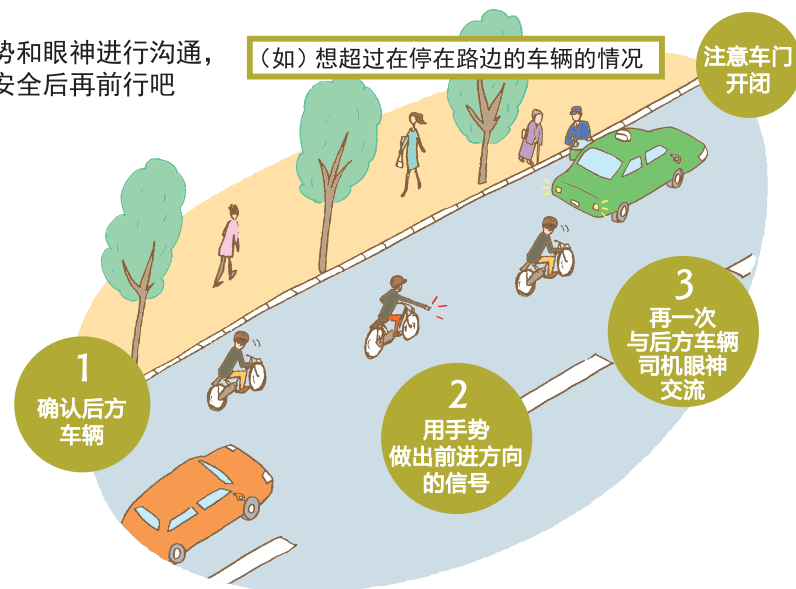 势和眼神进行沟通，
安全后再前行吧
（如）想超过在停在路边的车辆的情况
注意车门
开闭
1
确认后方
车辆
2
用手势
做出前进方向
的信号
3
再一次
与后方车辆
司机眼神
交流